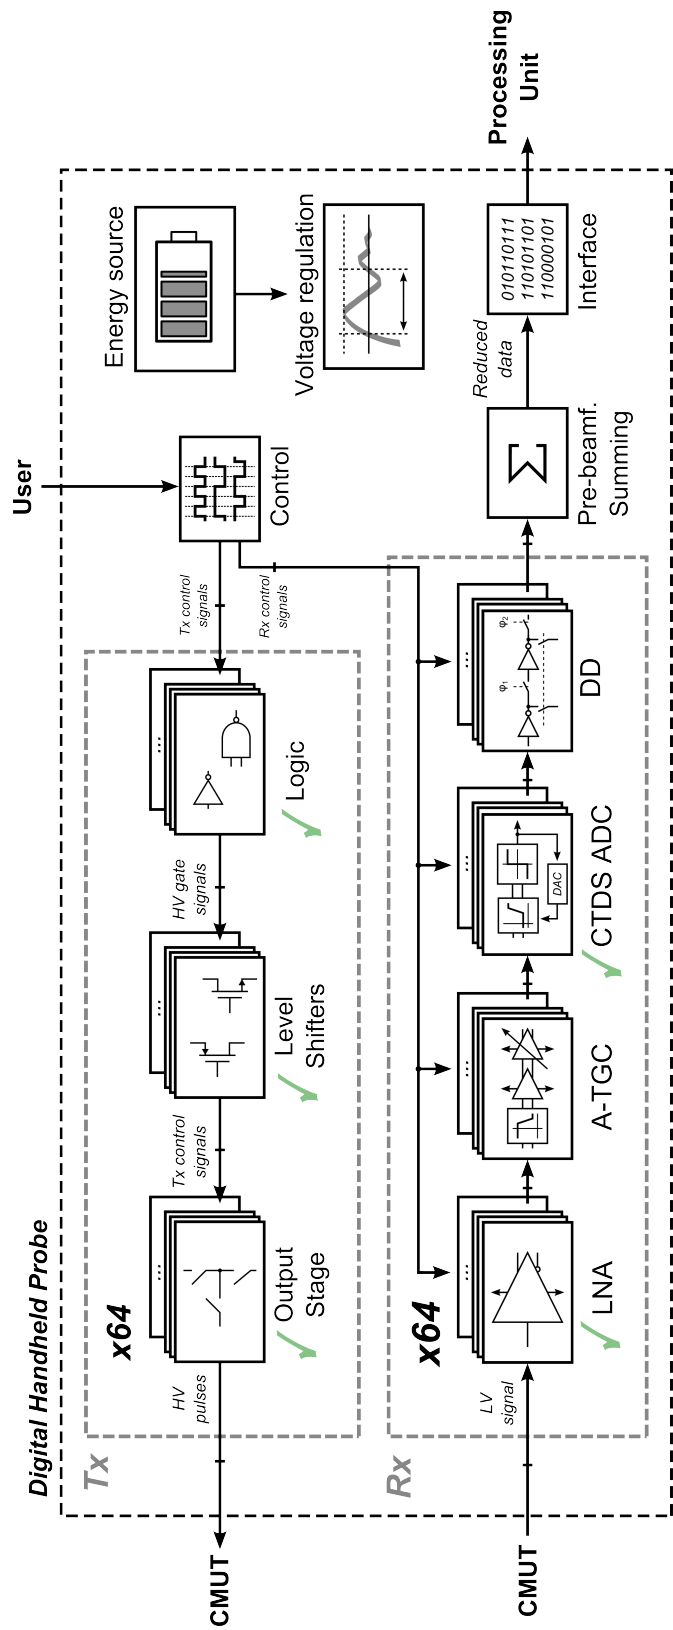 Digital Handheld Probe
Tx
x64
CMUT
HV
pulses
Output
Stage
Tx control
signals
...
Level
Shifters
HV gate
signals
...
Logic
...
Tx control
signals
Rx control
signals
User
Control
Energy source
Voltage regulation
Rx
x64
CMUT
LV
signal
...
LNA
...
A-TGC
...
DAC
CTDS ADC
...
φ1
φ2
DD
Pre-beamf.
Summing
Σ
Reduced
data
010110111
110101101
110000101
Interface
Processing
Unit